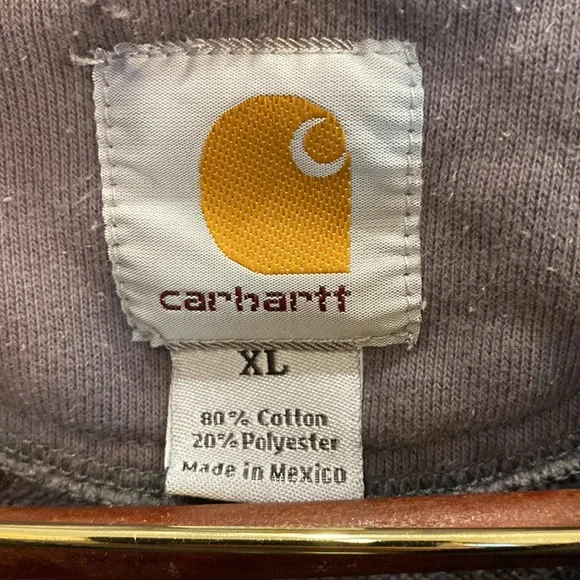 carhartt
XL
80% Cotton
20% Polyester
Made in Mexico